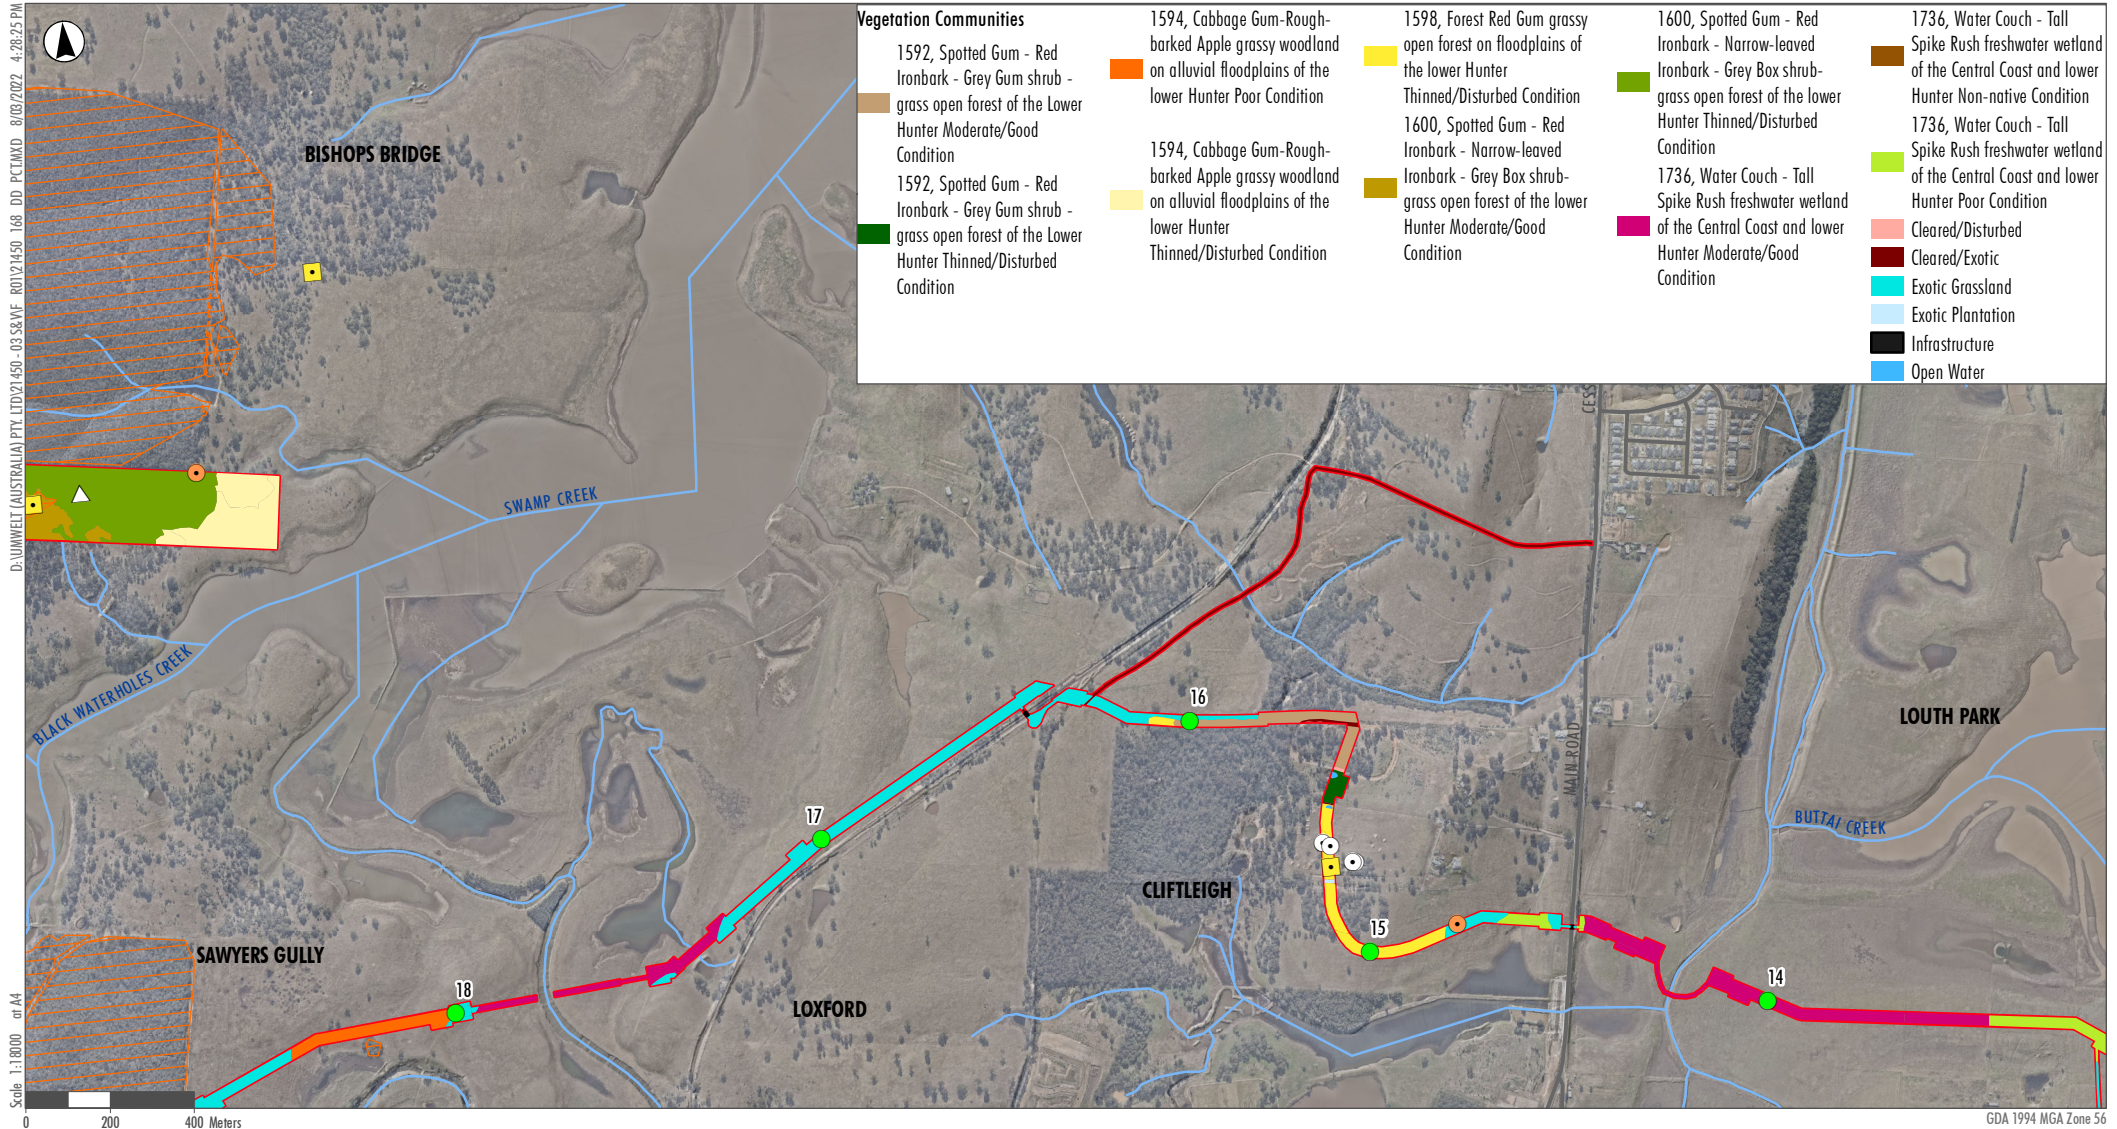 Vegetation Communities
1592, Spotted Gum - Red
Ironbark - Grey Gum shrub -
grass open forest of the Lower
Hunter Moderate/Good
Condition
1592, Spotted Gum - Red
Ironbark - Grey Gum shrub -
grass open forest of the Lower
Hunter Thinned/Disturbed
Condition
1594, Cabbage Gum-Rough-
barked Apple grassy woodland
on alluvial floodplains of the
lower Hunter Poor Condition
1594, Cabbage Gum-Rough-
barked Apple grassy woodland
on alluvial floodplains of the
lower Hunter
Thinned/Disturbed Condition
1598, Forest Red Gum grassy
open forest on floodplains of
the lower Hunter
Thinned/Disturbed Condition
1600, Spotted Gum - Red
Ironbark - Narrow-leaved
Ironbark - Grey Box shrub-
grass open forest of the lower
Hunter Moderate/Good
Condition
1600, Spotted Gum - Red
Ironbark - Narrow-leaved
Ironbark - Grey Box shrub-
grass open forest of the lower
Hunter Thinned/Disturbed
Condition
1736, Water Couch - Tall
Spike Rush freshwater wetland
of the Central Coast and lower
Hunter Moderate/Good
Condition
1736, Water Couch - Tall
Spike Rush freshwater wetland
of the Central Coast and lower
Hunter Non-native Condition
1736, Water Couch - Tall
Spike Rush freshwater wetland
of the Central Coast and lower
Hunter Poor Condition
Cleared/Disturbed
Cleared/Exotic
Exotic Grassland
Exotic Plantation
Infrastructure
Open Water
BISHOPS BRIDGE
CESS
SWAMP CREEK
BLACK WATERHOLES CREEK
16
LOUTH PARK
MAIN ROAD
17
BUTTAI CREEK
CLIFTLEIGH
15
SAWYERS GULLY
14
18
LOXFORD
D:\UMWELT (AUSTRALIA) PTY. LTD\21450 - 03 S&V\F R01\21450 168 DD PCT.MXD 8/03/2022 4:28:25 PM
Scale 1:18000 at A4
0 200 400 Meters
GDA 1994 MGA Zone 56